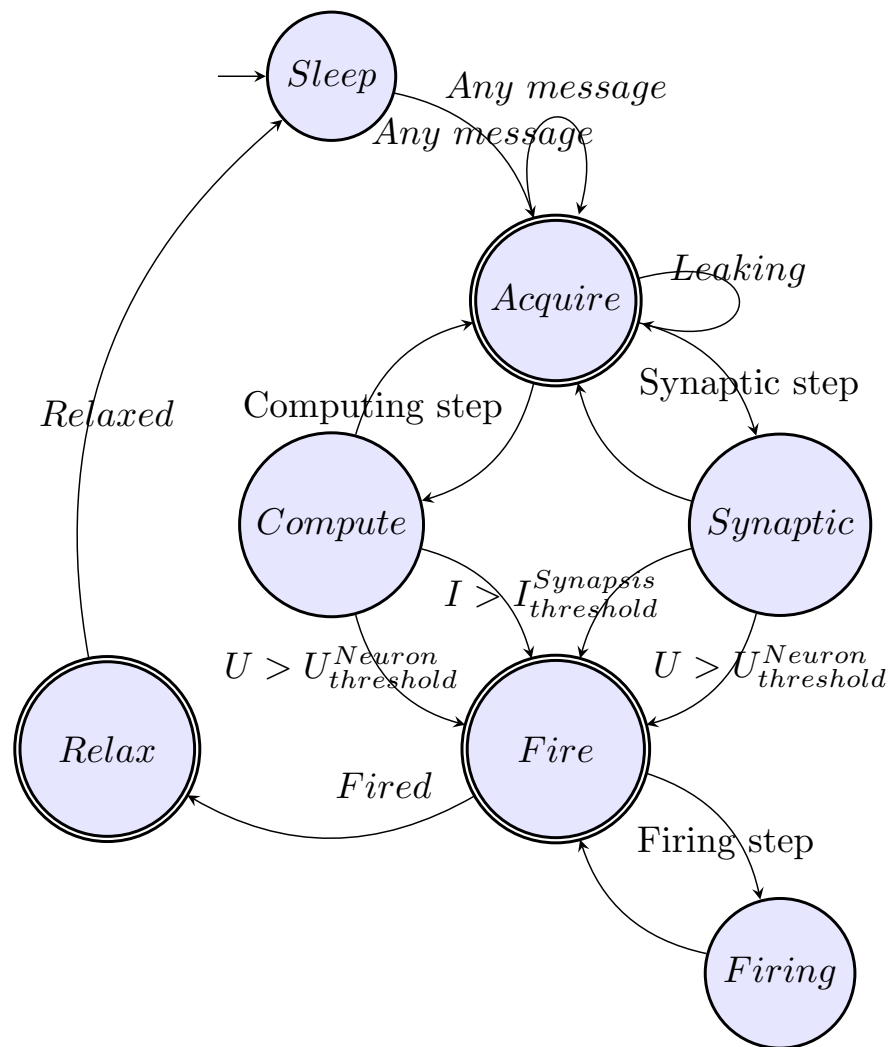 Sleep
Any message
Any message
Acquire
Leaking
Synaptic step
Computing step
Relaxed
Compute
Synaptic
I > I^{Synapsis}_{threshold}
U > U^{Neuron}_{threshold}
U > U^{Neuron}_{threshold}
Relax
Fire
Fired
Firing step
Firing